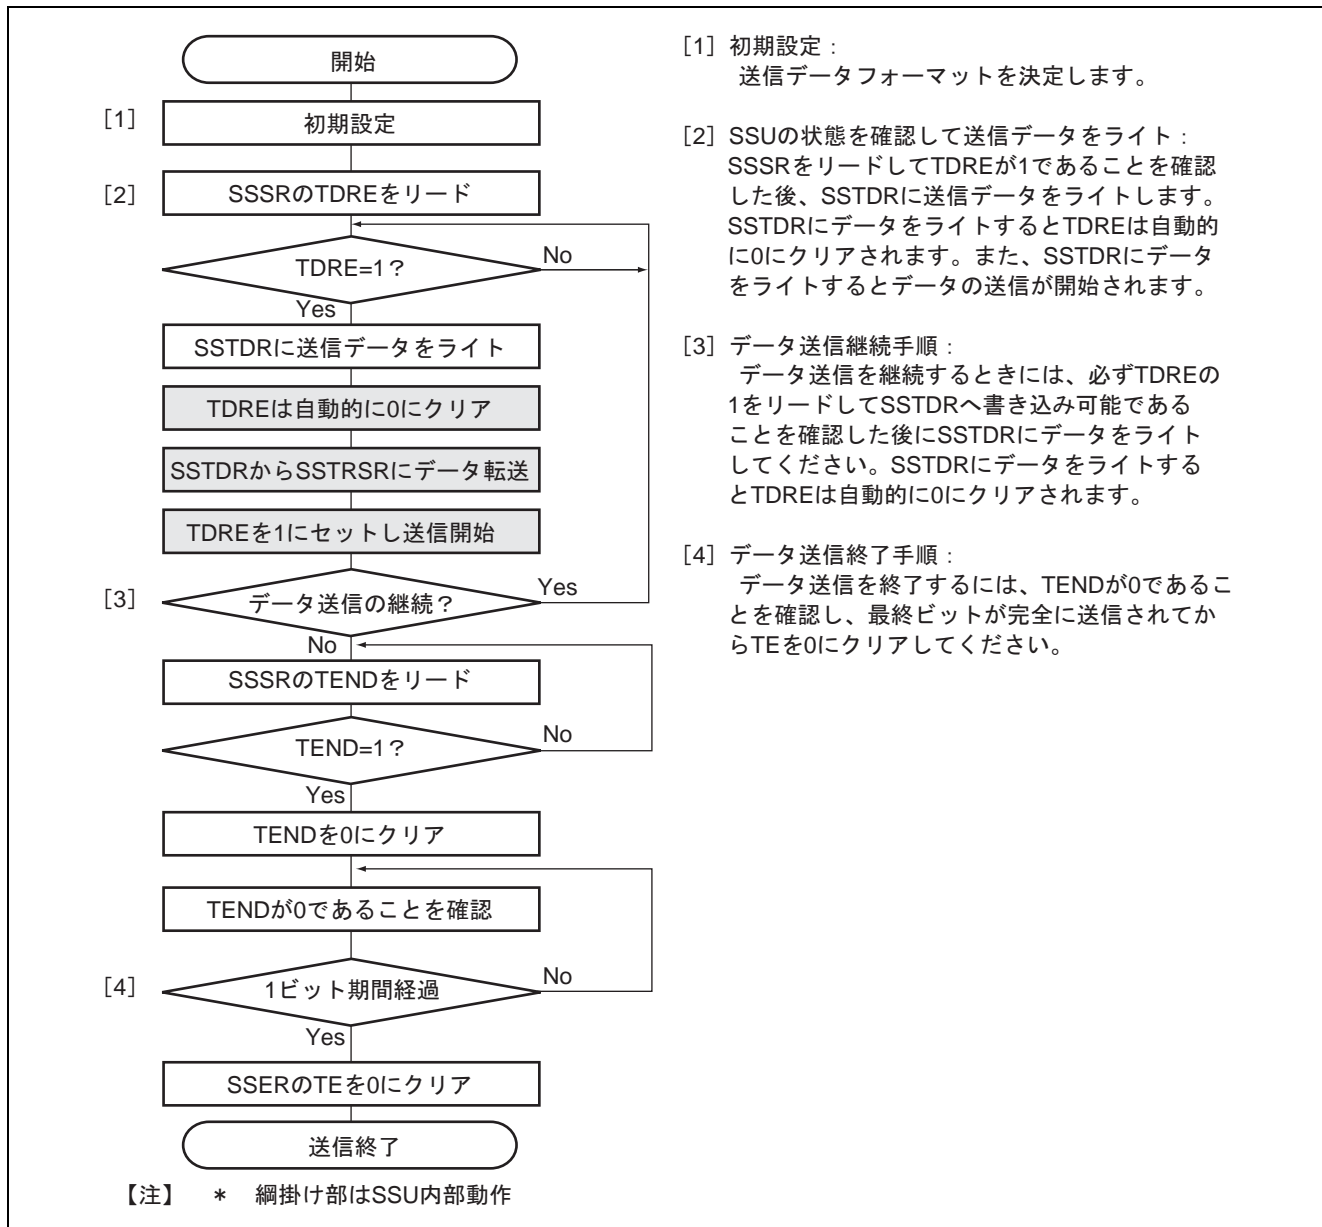 開始
[1]
初期設定
[2]
SSSRのTDREをリード
TDRE=1？
No
Yes
SSTDRに送信データをライト
TDREは自動的に0にクリア
SSTDRからSSTRSRにデータ転送
TDREを1にセットし送信開始
[3]
データ送信の継続？
Yes
No
SSSRのTENDをリード
TEND=1？
No
Yes
TENDを0にクリア
TENDが0であることを確認
[4]
1ビット期間経過
No
Yes
SSERのTEを0にクリア
送信終了
【注】 * 綱掛け部はSSU内部動作
[1] 初期設定：
送信データフォーマットを決定します。
[2] SSUの状態を確認して送信データをライト：
SSSRをリードしてTDREが1であることを確認
した後、SSTDRに送信データをライトします。
SSTDRにデータをライトするとTDREは自動的
に0にクリアされます。また、SSTDRにデータ
をライトするとデータの送信が開始されます。
[3] データ送信継続手順：
データ送信を継続するときには、必ずTDREの
1をリードしてSSTDRへ書き込み可能である
ことを確認した後にSSTDRにデータをライト
してください。SSTDRにデータをライトする
とTDREは自動的に0にクリアされます。
[4] データ送信終了手順：
データ送信を終了するには、TENDが0であるこ
とを確認し、最終ビットが完全に送信されてか
らTEを0にクリアしてください。